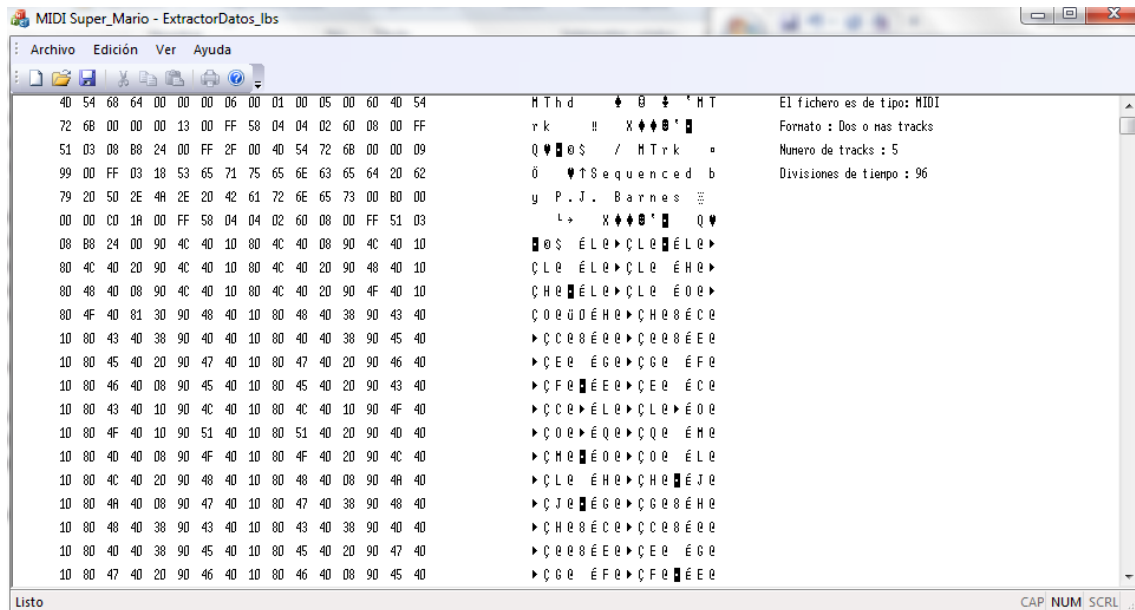 MIDI Super_Mario - ExtractorDatos_lbs
Archivo Edición Ver Ayuda
4D 54 68 64 00 00 00 06 00 01 00 05 00 60 4D 54 M T h d ♠ ☺ ♣ ` M T El fichero es de tipo: MIDI
72 6B 00 00 00 13 00 FF 58 04 04 02 60 08 00 FF r k ‼ X ♦ ♦ ☻ ` ◘ Formato : Dos o mas tracks
51 03 08 B8 24 00 FF 2F 00 4D 54 72 6B 00 00 09 Q ♥ ◘ © $ / M T r k Numero de tracks : 5
99 00 FF 03 18 53 65 71 75 65 6E 63 65 64 20 62 Ö ♥ ↑ S e q u e n c e d b Divisiones de tiempo : 96
79 20 50 2E 4A 2E 20 42 61 72 6E 65 73 00 B0 00 y P . J . B a r n e s ░
00 00 C0 1A 00 FF 58 04 04 02 60 08 00 FF 51 03 └ → X ♦ ♦ ☻ ` ◘ Q ♥
08 B8 24 00 90 4C 40 10 80 4C 40 08 90 4C 40 10 ◘ © $ É L @ ► Ç L @ ◘ É L @ ►
80 4C 40 20 90 4C 40 10 80 4C 40 20 90 48 40 10 Ç L @ É L @ ► Ç L @ É H @ ►
80 48 40 08 90 4C 40 10 80 4C 40 20 90 4F 40 10 Ç H @ ◘ É L @ ► Ç L @ É O @ ►
80 4F 40 81 30 90 48 40 10 80 48 40 38 90 43 40 Ç O @ ü 0 É H @ ► Ç H @ 8 É C @
10 80 43 40 38 90 40 40 10 80 40 40 38 90 45 40 ► Ç C @ 8 É @ @ ► Ç @ @ 8 É E @
10 80 45 40 20 90 47 40 10 80 47 40 20 90 46 40 ► Ç E @ É G @ ► Ç G @ É F @
10 80 46 40 08 90 45 40 10 80 45 40 20 90 43 40 ► Ç F @ ◘ É E @ ► Ç E @ É C @
10 80 43 40 10 90 4C 40 10 80 4C 40 10 90 4F 40 ► Ç C @ ► É L @ ► Ç L @ ► É O @
10 80 4F 40 10 90 51 40 10 80 51 40 20 90 4D 40 ► Ç O @ ► É Q @ ► Ç Q @ É M @
10 80 4D 40 08 90 4F 40 10 80 4F 40 20 90 4C 40 ► Ç M @ ◘ É O @ ► Ç O @ É L @
10 80 4C 40 20 90 48 40 10 80 48 40 08 90 4A 40 ► Ç L @ É H @ ► Ç H @ ◘ É J @
10 80 4A 40 08 90 47 40 10 80 47 40 38 90 48 40 ► Ç J @ ◘ É G @ ► Ç G @ 8 É H @
10 80 48 40 38 90 43 40 10 80 43 40 38 90 40 40 ► Ç H @ 8 É C @ ► Ç C @ 8 É @ @
10 80 40 40 38 90 45 40 10 80 45 40 20 90 47 40 ► Ç @ @ 8 É E @ ► Ç E @ É G @
10 80 47 40 20 90 46 40 10 80 46 40 08 90 45 40 ► Ç G @ É F @ ► Ç F @ ◘ É E @
Listo CAP NUM SCRL